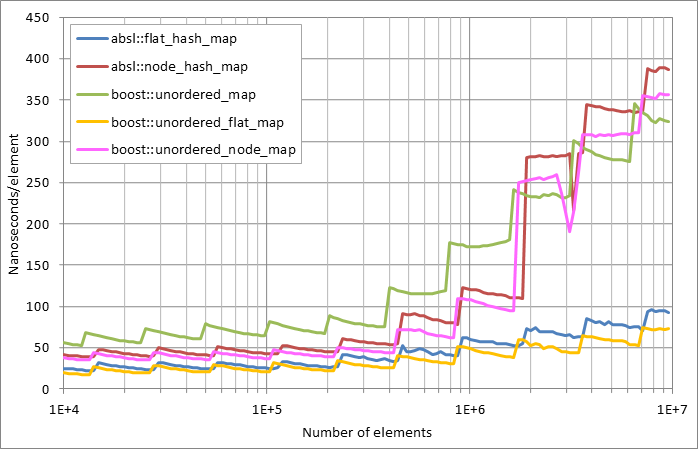 450
400
350
300
250
200
150
100
50
0
Nanoseconds/element
absl::flat_hash_map
absl::node_hash_map
boost::unordered_map
boost::unordered_flat_map
boost::unordered_node_map
1E+4
1E+5
1E+6
1E+7
Number of elements